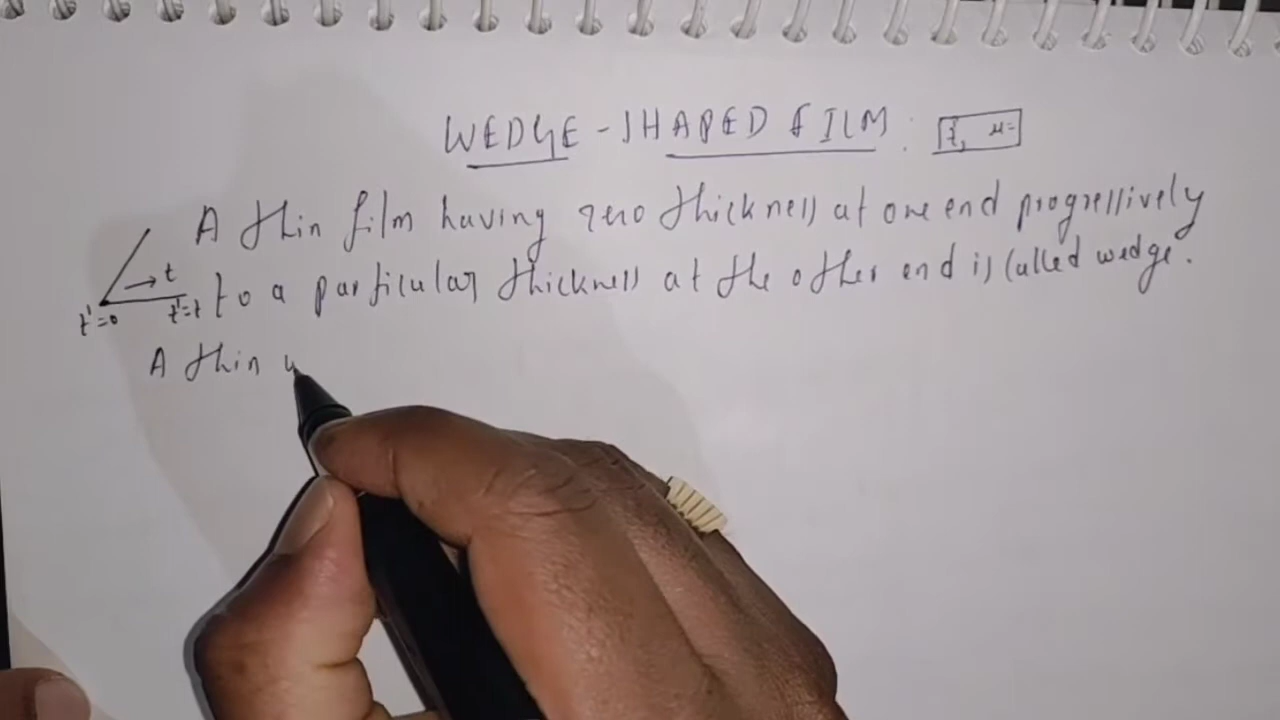 WEDGE-SHAPED FILM : t, μ=
A thin film having zero thickness at one end progressively
t
to a particular thickness at the other end is called wedge.
t'=0 t'=t
A thin